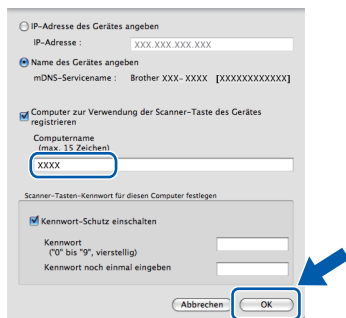 IP-Adresse des Gerätes angeben
IP-Adresse :
XXX.XXX.XXX.XXX
Name des Gerätes angeben
mDNS-Servicename : Brother XXX-XXXX [XXXXXXXXXXXX]
Computer zur Verwendung der Scanner-Taste des Gerätes
registrieren
Computername
(max. 15 Zeichen)
XXXX
Scanner-Tasten-Kennwort für diesen Computer festlegen
Kennwort-Schutz einschalten
Kennwort
("0" bis "9", vierstellig)
Kennwort noch einmal eingeben
Abbrechen OK